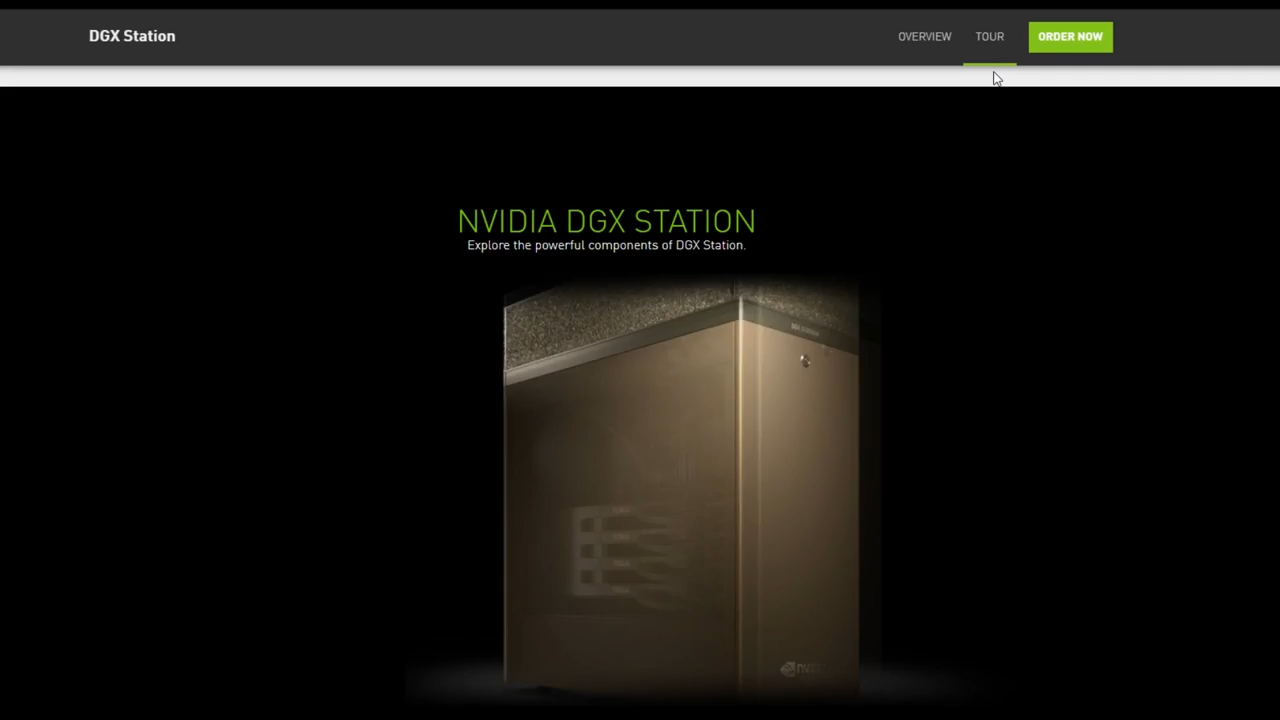 DGX Station
OVERVIEW
TOUR
ORDER NOW
NVIDIA DGX STATION
Explore the powerful components of DGX Station.